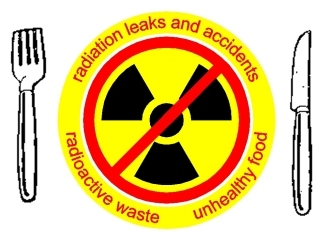 radiation leaks and accidents
radioactive waste
unhealthy food